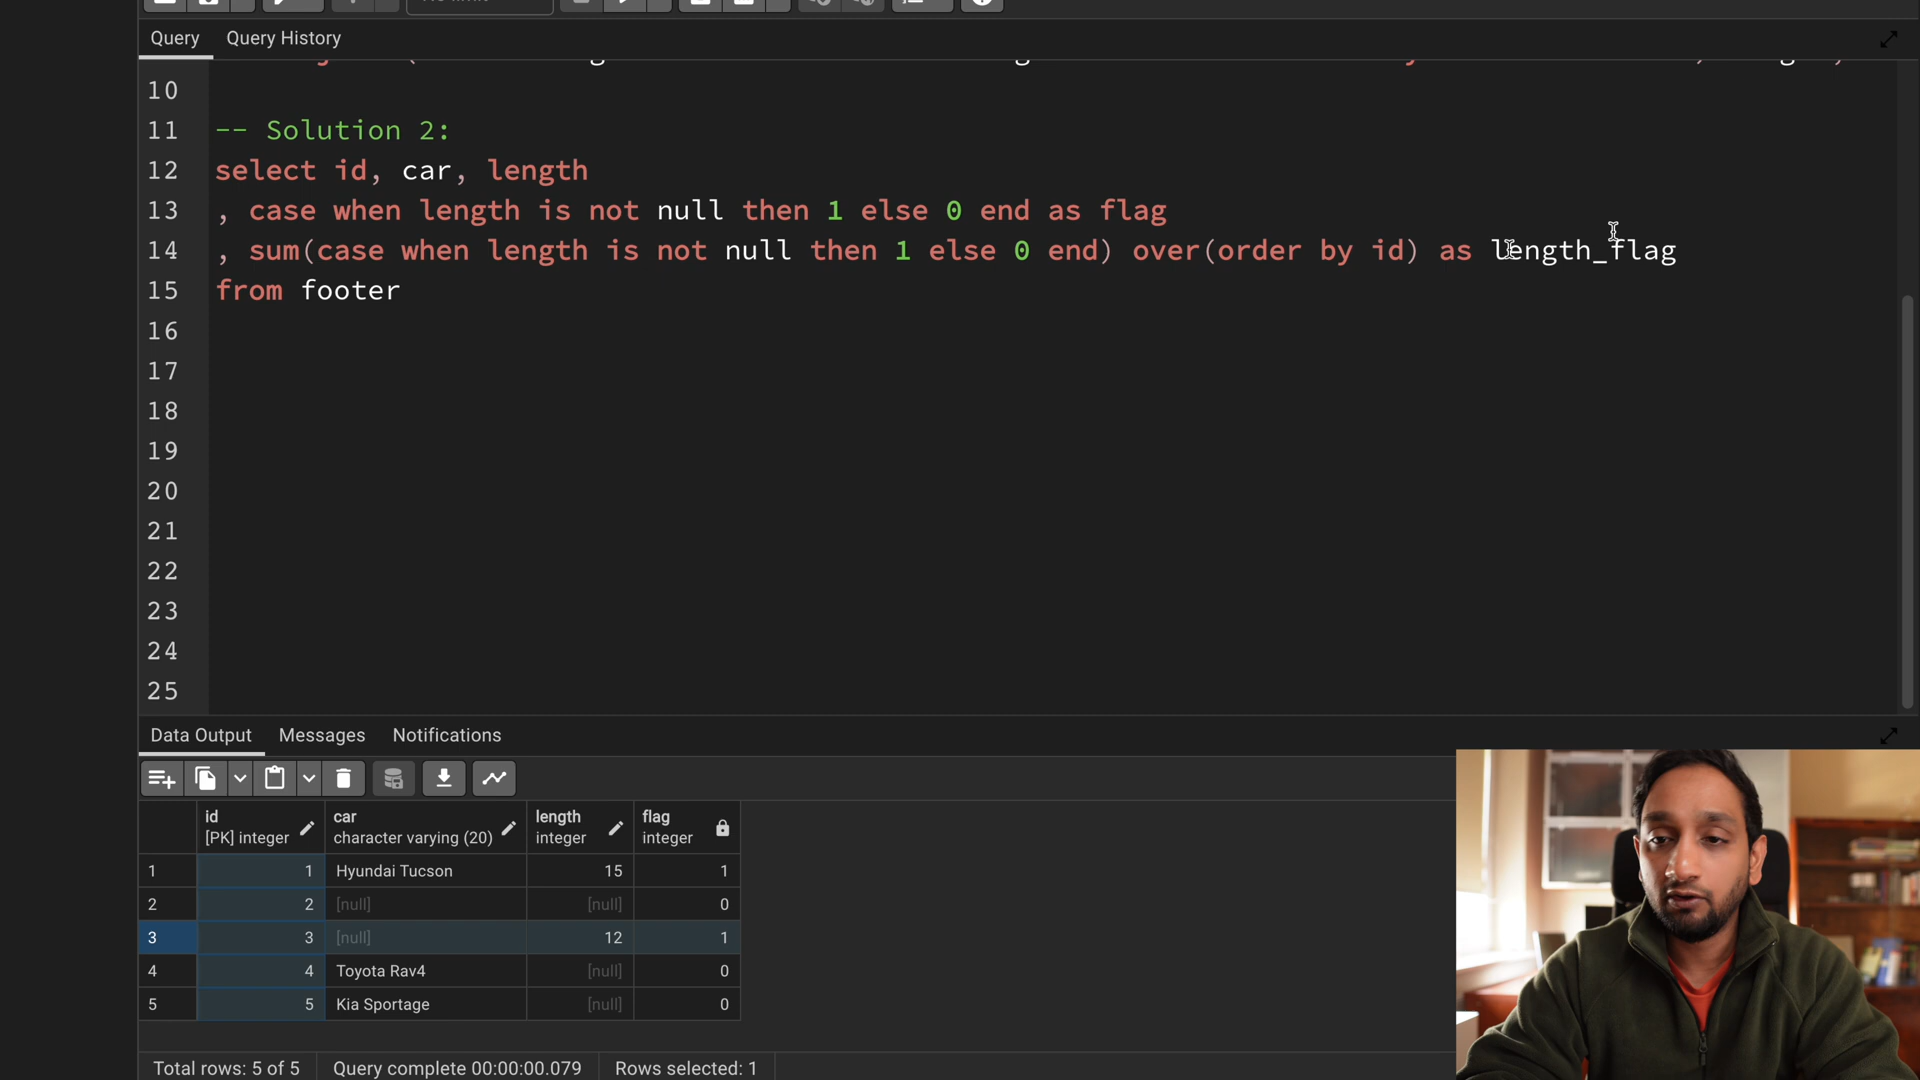 Query Query History
10
11 -- Solution 2:
12 select id, car, length
13 , case when length is not null then 1 else 0 end as flag
14 , sum(case when length is not null then 1 else 0 end) over(order by id) as length_flag
15 from footer
16
17
18
19
20
21
22
23
24
25
Data Output Messages Notifications
id car length flag
[PK] integer character varying (20) integer integer
1 1 Hyundai Tucson 15 1
2 2 [null] [null] 0
3 3 [null] 12 1
4 4 Toyota Rav4 [null] 0
5 5 Kia Sportage [null] 0
Total rows: 5 of 5 Query complete 00:00:00.079 Rows selected: 1